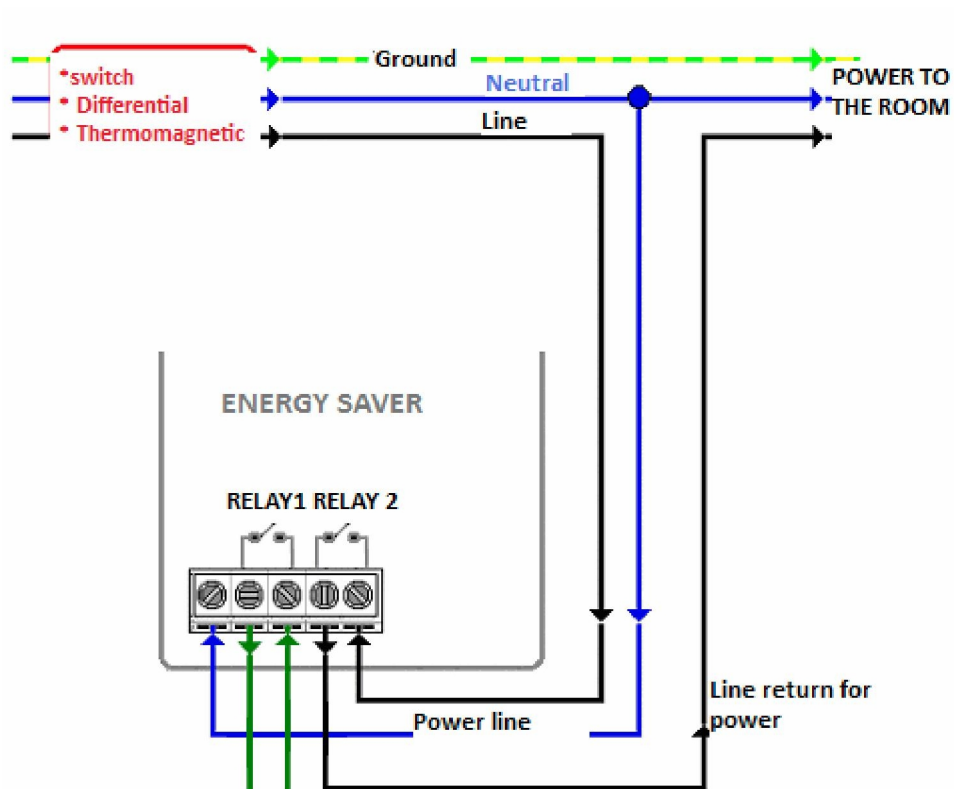 Ground
*switch
Neutral
POWER TO
* Differential
THE ROOM
Line
* Thermomagnetic
ENERGY SAVER
RELAY1 RELAY 2
Line return for
power
Power line